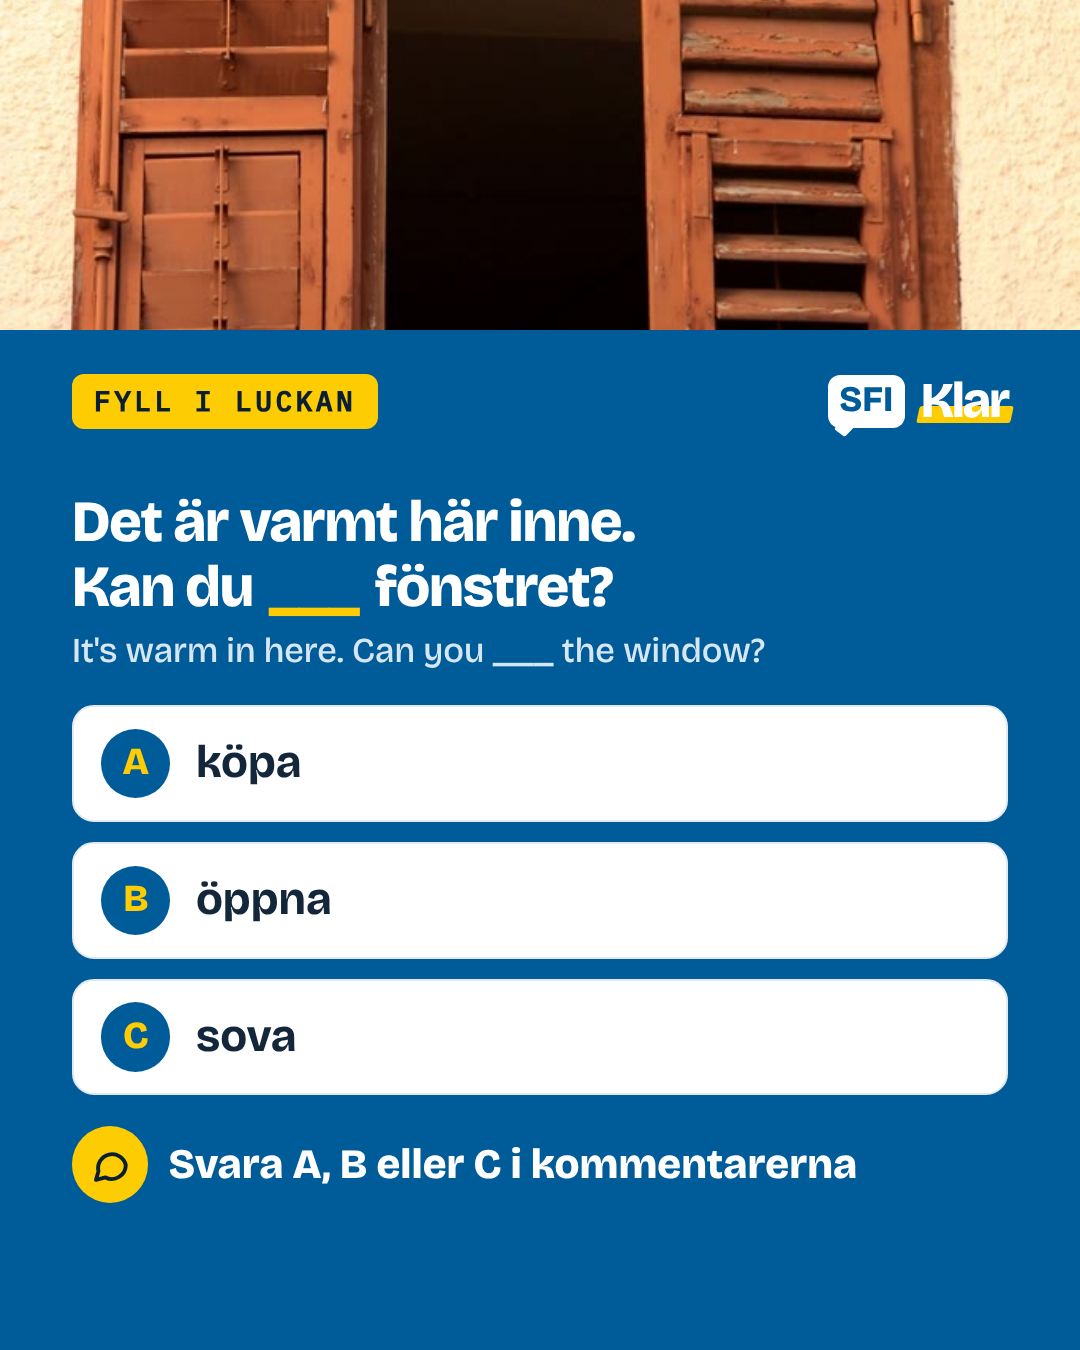 FYLL I LUCKAN
SFI Klar
Det är varmt här inne.
Kan du ___ fönstret?
It's warm in here. Can you ___ the window?
A köpa
B öppna
C sova
Svara A, B eller C i kommentarerna